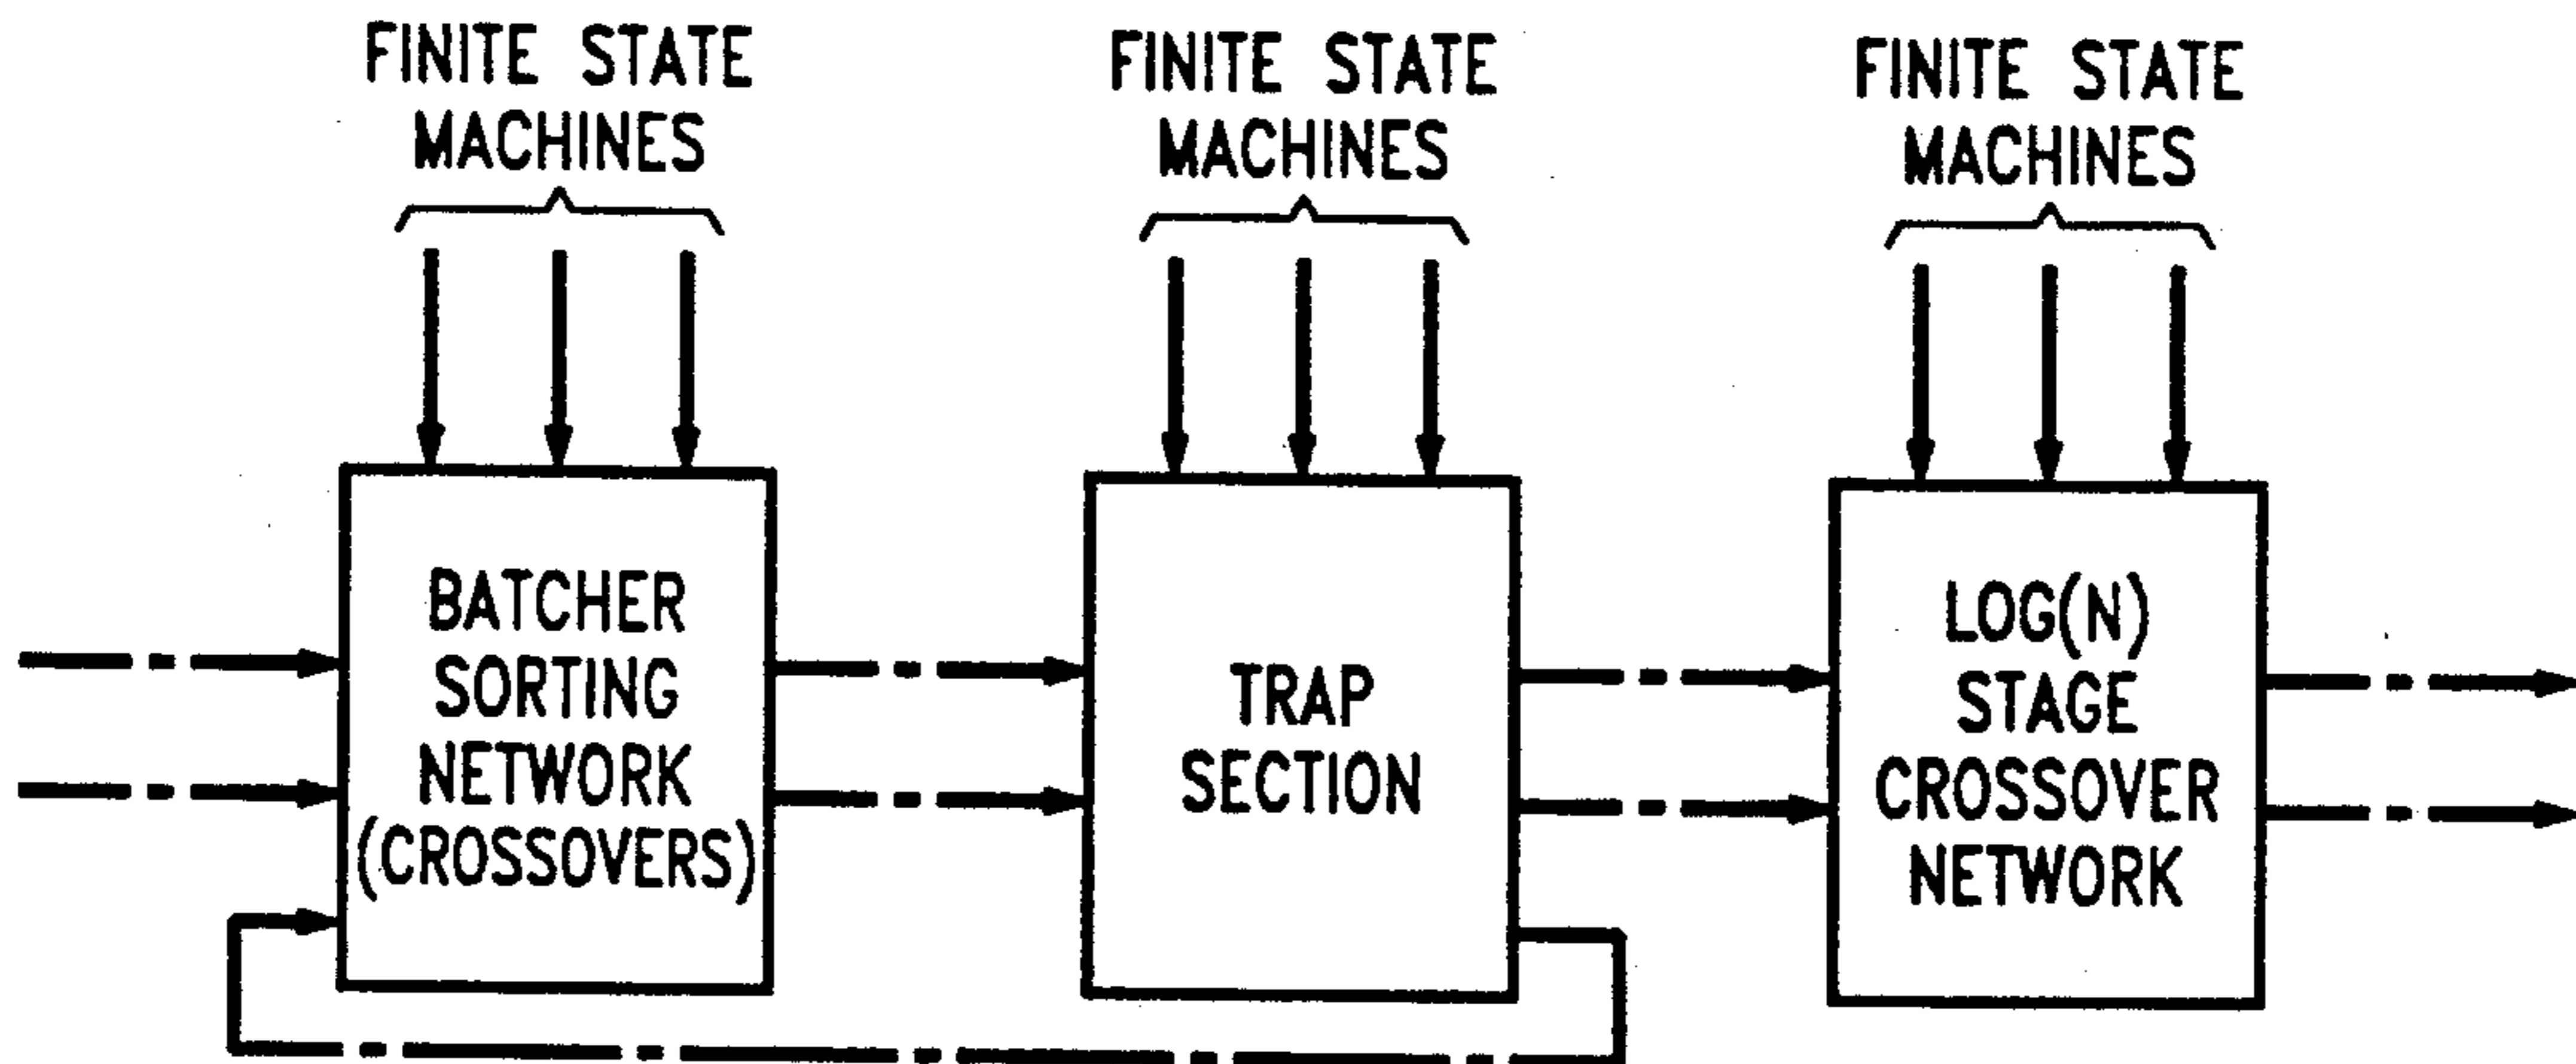 FINITE STATE
MACHINES
FINITE STATE
MACHINES
FINITE STATE
MACHINES
BATCHER
SORTING
NETWORK
(CROSSOVERS)
TRAP
SECTION
LOG(N)
STAGE
CROSSOVER
NETWORK